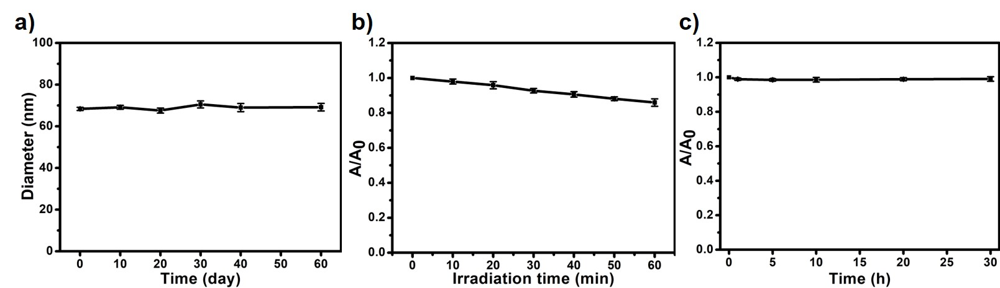 a)
100
80
60
40
20
0
Diameter (nm)
0 10 20 30 40 50 60
Time (day)
b)
1.2
1.0
0.8
0.6
0.4
0.2
0.0
A/A0
0 10 20 30 40 50 60
Irradiation time (min)
c)
1.2
1.0
0.8
0.6
0.4
0.2
0.0
A/A0
0 5 10 15 20 25 30
Time (h)